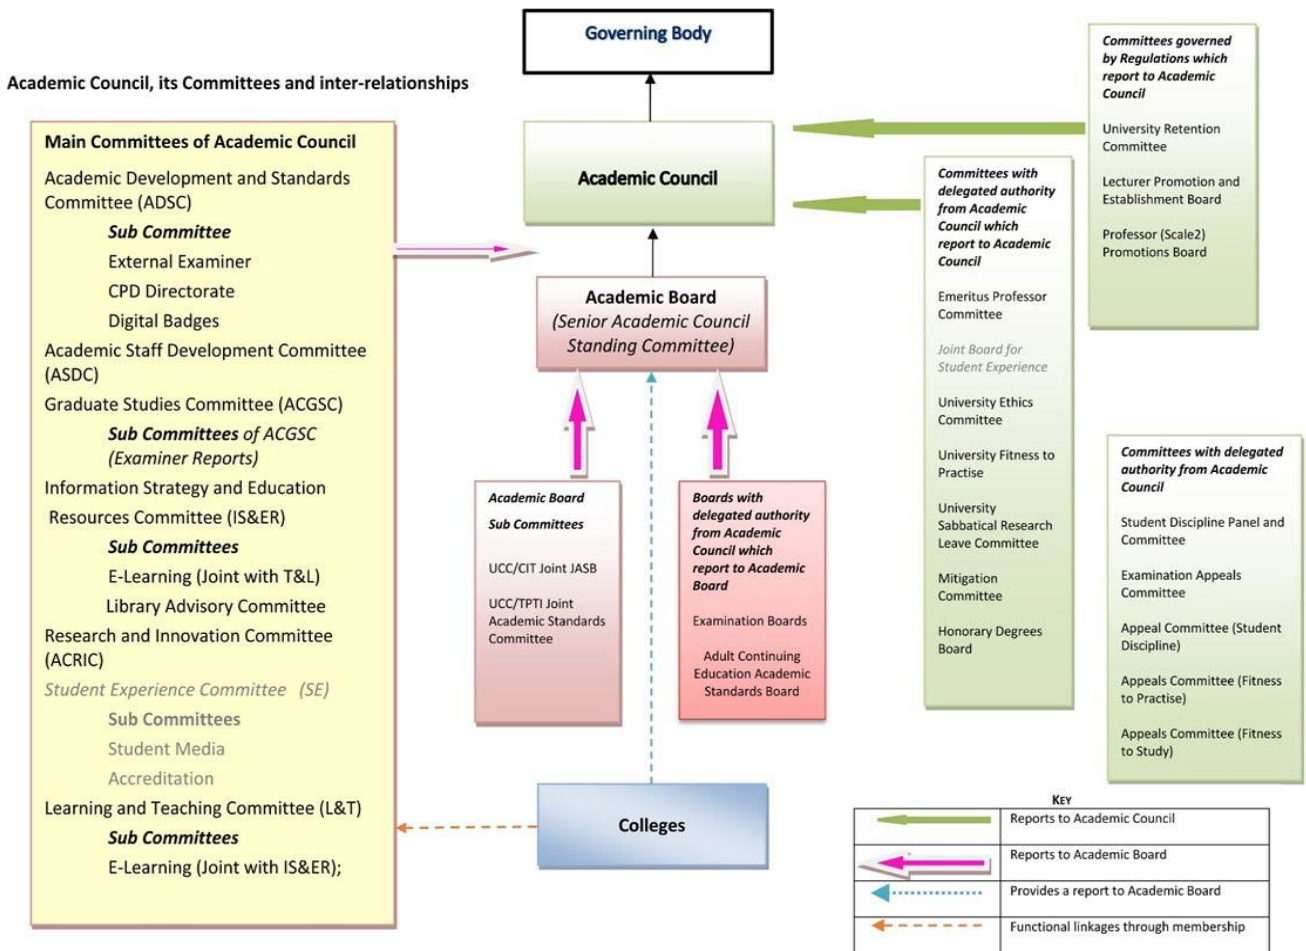 Academic Council, its Committees and inter-relationships
Governing Body
Academic Council
Academic Board
(Senior Academic Council
Standing Committee)
Main Committees of Academic Council
Academic Development and Standards
Committee (ADSC)
Sub Committee
External Examiner
CPD Directorate
Digital Badges
Academic Staff Development Committee
(ASDC)
Graduate Studies Committee (ACGSC)
Sub Committees of ACGSC
(Examiner Reports)
Information Strategy and Education
Resources Committee (IS&ER)
Sub Committees
E-Learning (Joint with T&L)
Library Advisory Committee
Research and Innovation Committee
(ACRIC)
Student Experience Committee (SE)
Sub Committees
Student Media
Accreditation
Learning and Teaching Committee (L&T)
Sub Committees
E-Learning (Joint with IS&ER);
Academic Board
Sub Committees
UCC/CIT Joint JASB
UCC/TPTI Joint
Academic Standards
Committee
Boards with
delegated authority
from Academic
Council which
report to Academic
Board
Examination Boards
Adult Continuing
Education Academic
Standards Board
Colleges
Committees with
delegated authority
from Academic
Council which
report to Academic
Council
Emeritus Professor
Committee
Joint Board for
Student Experience
University Ethics
Committee
University Fitness to
Practise
University
Sabbatical Research
Leave Committee
Mitigation
Committee
Honorary Degrees
Board
Committees governed
by Regulations which
report to Academic
Council
University Retention
Committee
Lecturer Promotion and
Establishment Board
Professor (Scale2)
Promotions Board
Committees with delegated
authority from Academic
Council
Student Discipline Panel and
Committee
Examination Appeals
Committee
Appeal Committee (Student
Discipline)
Appeals Committee (Fitness
to Practise)
Appeals Committee (Fitness
to Study)
KEY
Reports to Academic Council
Reports to Academic Board
Provides a report to Academic Board
Functional linkages through membership